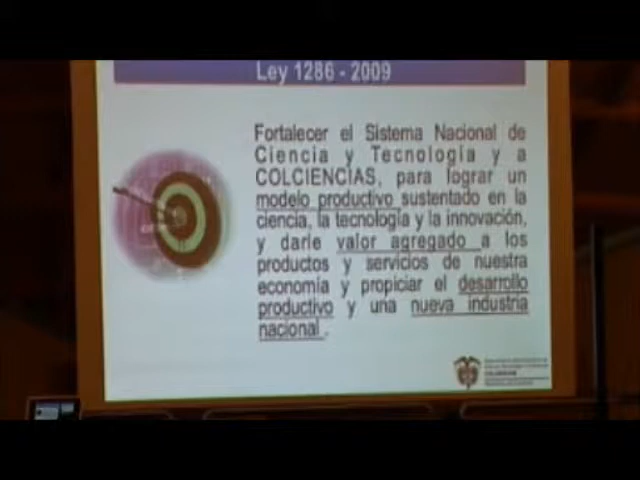 Ley 1286 - 2009
Fortalecer el Sistema Nacional de
Ciencia y Tecnología y a
COLCIENCIAS, para lograr un
modelo productivo sustentado en la
ciencia, la tecnología y la innovación,
y darle valor agregado a los
productos y servicios de nuestra
economía y propiciar el desarrollo
productivo y una nueva industria
nacional.